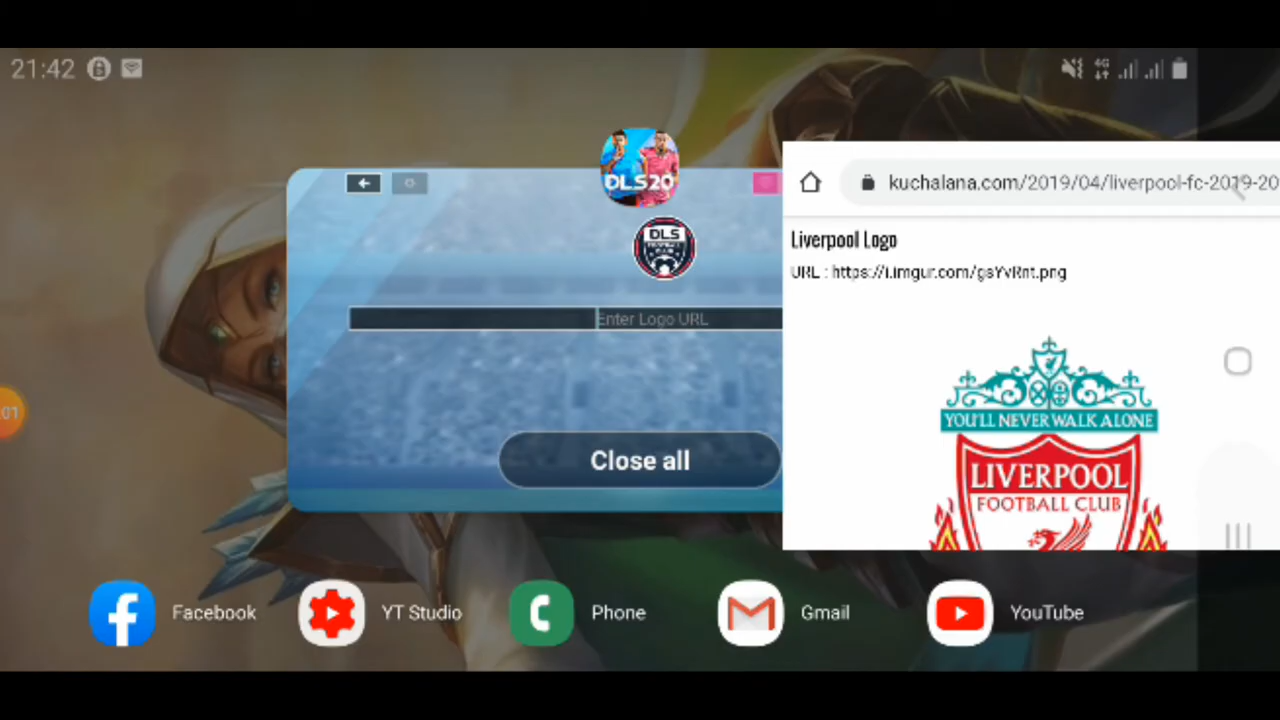 21:42
4G
DLS20
DLS
Enter Logo URL
Close all
kuchalana.com/2019/04/liverpool-fc-2019-20
Liverpool Logo
URL : https://i.imgur.com/gsYvRnt.png
YOU'LL NEVER WALK ALONE
LIVERPOOL
FOOTBALL CLUB
:01
Facebook
YT Studio
Phone
Gmail
YouTube